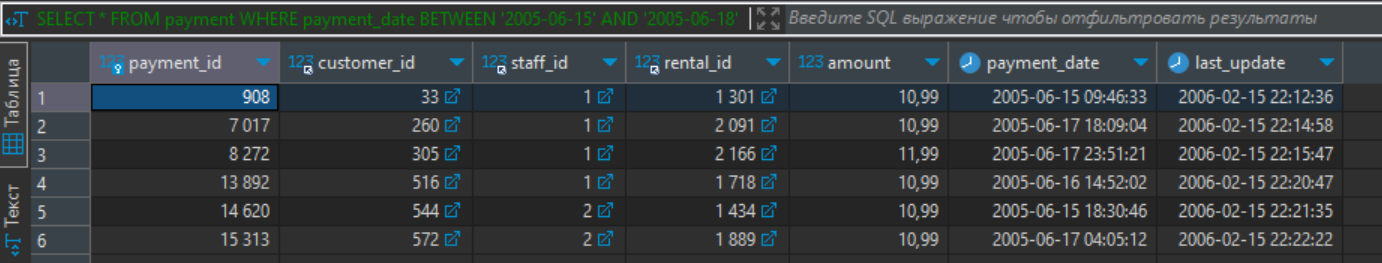 SELECT * FROM payment WHERE payment_date BETWEEN '2005-06-15' AND '2005-06-18' Введите SQL выражение чтобы отфильтровать результаты
Таблица
Текст
123 payment_id 123 customer_id 123 staff_id 123 rental_id 123 amount payment_date last_update
1 908 33 1 1 301 10,99 2005-06-15 09:46:33 2006-02-15 22:12:36
2 7 017 260 1 2 091 10,99 2005-06-17 18:09:04 2006-02-15 22:14:58
3 8 272 305 1 2 166 11,99 2005-06-17 23:51:21 2006-02-15 22:15:47
4 13 892 516 1 1 718 10,99 2005-06-16 14:52:02 2006-02-15 22:20:47
5 14 620 544 2 1 434 10,99 2005-06-15 18:30:46 2006-02-15 22:21:35
6 15 313 572 2 1 889 10,99 2005-06-17 04:05:12 2006-02-15 22:22:22